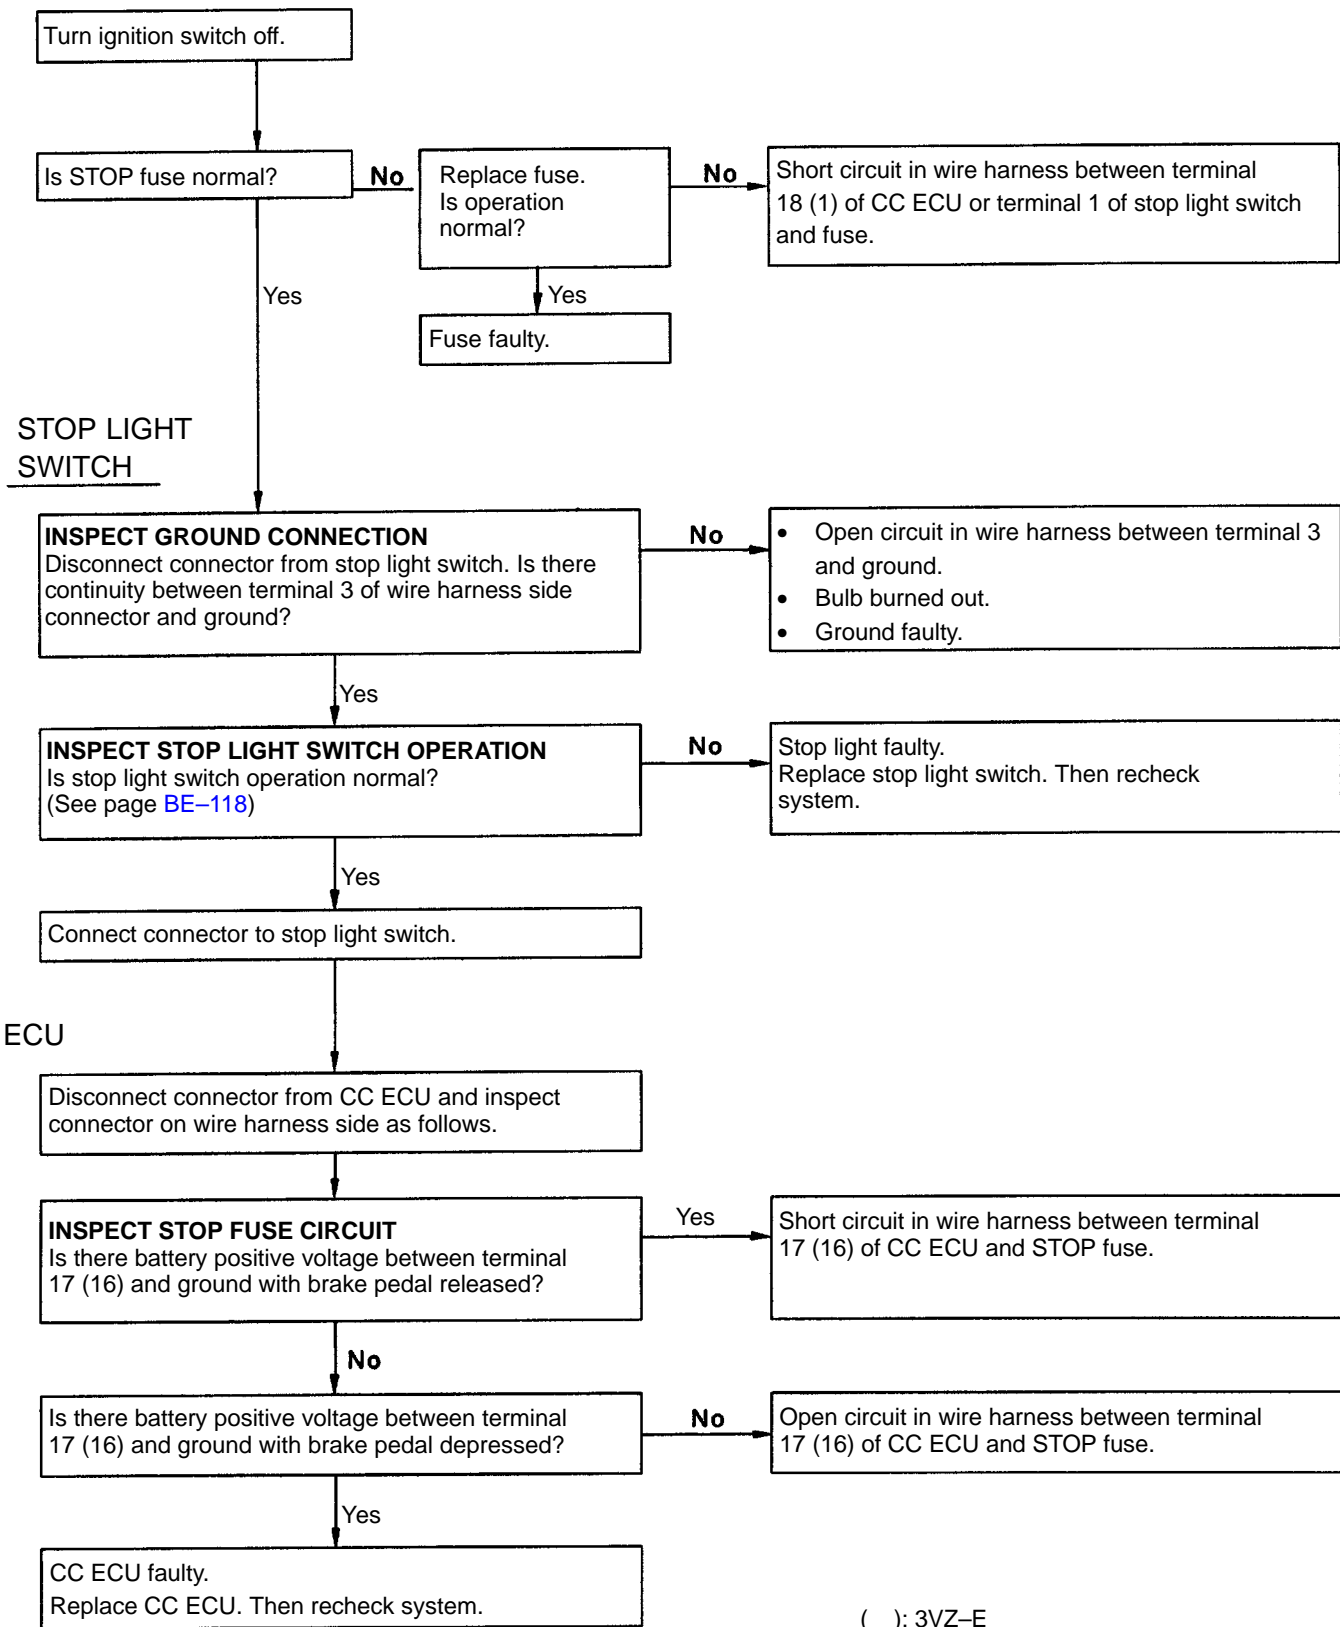 Turn ignition switch off.
Is STOP fuse normal?
No
Replace fuse.
Is operation
normal?
No
Short circuit in wire harness between terminal
18 (1) of CC ECU or terminal 1 of stop light switch
and fuse.
Yes
Yes
Fuse faulty.
STOP LIGHT
SWITCH
INSPECT GROUND CONNECTION
Disconnect connector from stop light switch. Is there
continuity between terminal 3 of wire harness side
connector and ground?
No
• Open circuit in wire harness between terminal 3
and ground.
• Bulb burned out.
• Ground faulty.
Yes
INSPECT STOP LIGHT SWITCH OPERATION
Is stop light switch operation normal?
(See page BE–118)
No
Stop light faulty.
Replace stop light switch. Then recheck
system.
Yes
Connect connector to stop light switch.
ECU
Disconnect connector from CC ECU and inspect
connector on wire harness side as follows.
INSPECT STOP FUSE CIRCUIT
Is there battery positive voltage between terminal
17 (16) and ground with brake pedal released?
Yes
Short circuit in wire harness between terminal
17 (16) of CC ECU and STOP fuse.
No
Is there battery positive voltage between terminal
17 (16) and ground with brake pedal depressed?
No
Open circuit in wire harness between terminal
17 (16) of CC ECU and STOP fuse.
Yes
CC ECU faulty.
Replace CC ECU. Then recheck system.
( ): 3VZ–E